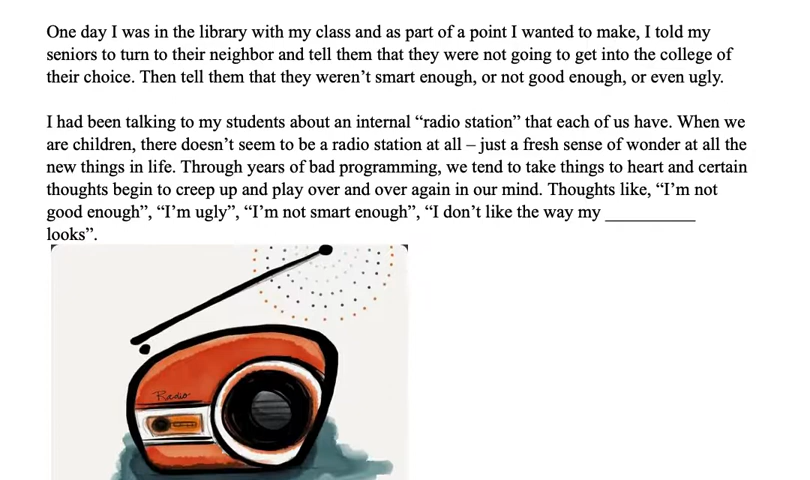 One day I was in the library with my class and as part of a point I wanted to make, I told my
seniors to turn to their neighbor and tell them that they were not going to get into the college of
their choice. Then tell them that they weren’t smart enough, or not good enough, or even ugly.
I had been talking to my students about an internal “radio station” that each of us have. When we
are children, there doesn’t seem to be a radio station at all – just a fresh sense of wonder at all the
new things in life. Through years of bad programming, we tend to take things to heart and certain
thoughts begin to creep up and play over and over again in our mind. Thoughts like, “I’m not
good enough”, “I’m ugly”, “I’m not smart enough”, “I don’t like the way my __________
looks”.
Radio